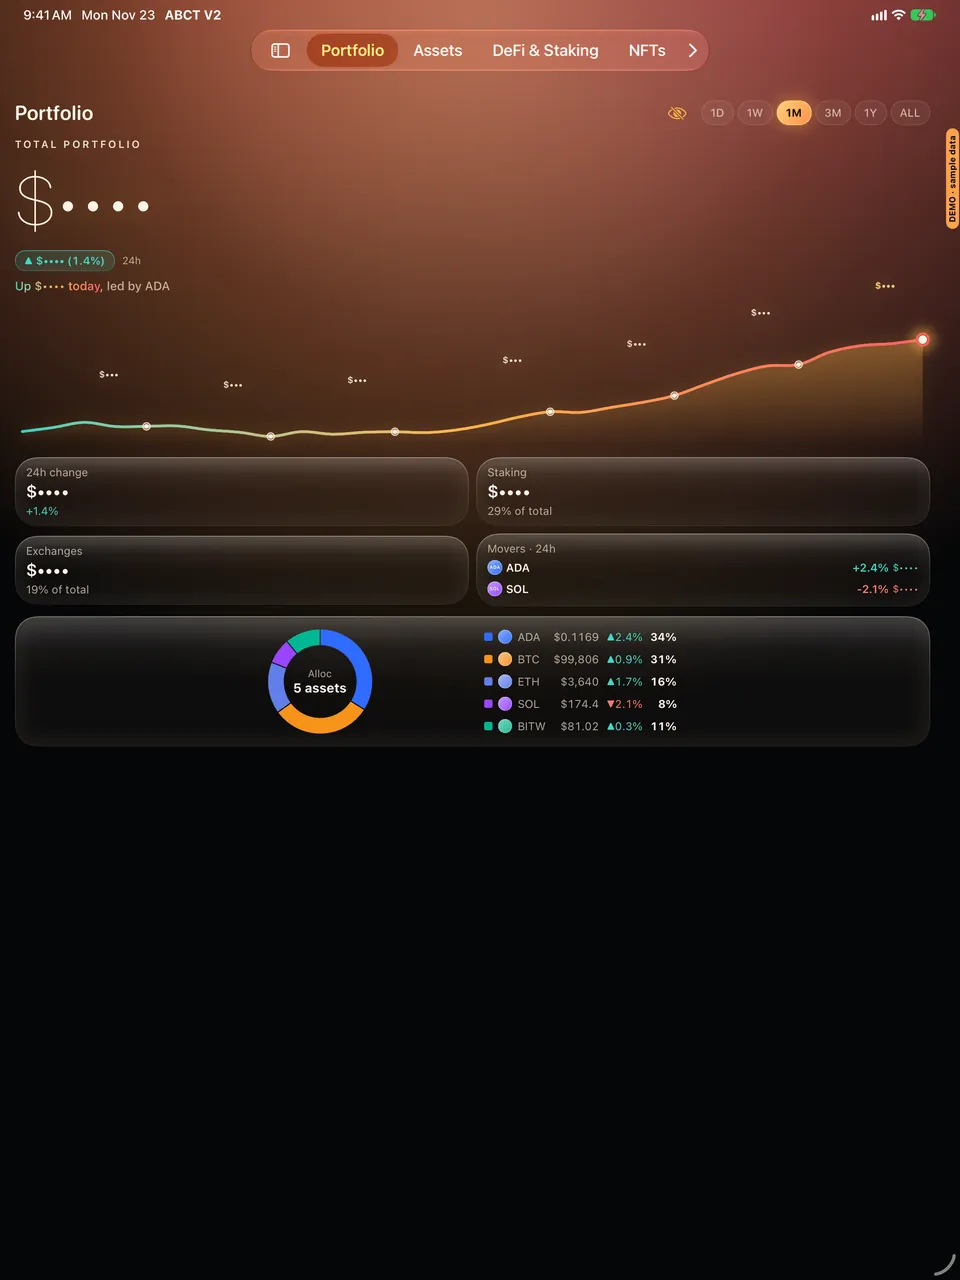 9:41 AM Mon Nov 23 ABCT V2
Portfolio Assets DeFi & Staking NFTs
Portfolio
1D 1W 1M 3M 1Y ALL
TOTAL PORTFOLIO
DEMO · sample data
$••••
▲ $•••• (1.4%) 24h
Up $•••• today, led by ADA
$•••
$•••
$•••
$•••
$•••
$•••
$•••
24h change
$••••
+1.4%
Staking
$••••
29% of total
Exchanges
$••••
19% of total
Movers · 24h
ADA ADA +2.4% $••••
SOL SOL -2.1% $••••
Alloc
5 assets
ADA $0.1169 ▲2.4% 34%
BTC $99,806 ▲0.9% 31%
ETH $3,640 ▲1.7% 16%
SOL $174.4 ▼2.1% 8%
BITW $81.02 ▲0.3% 11%